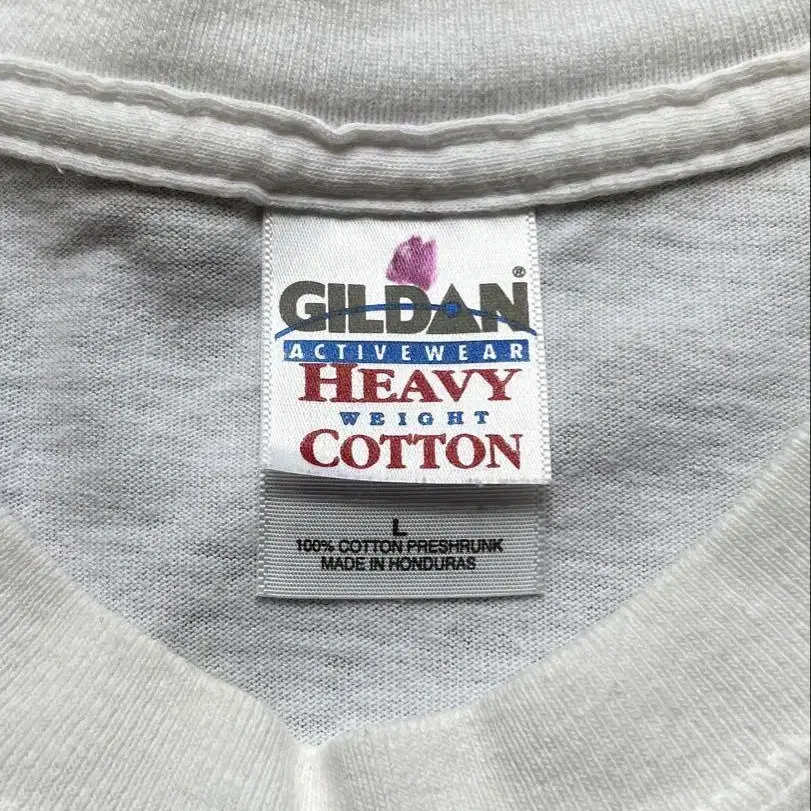 GILDAN®
ACTIVEWEAR
HEAVY
WEIGHT
COTTON
L
100% COTTON PRESHRUNK
MADE IN HONDURAS